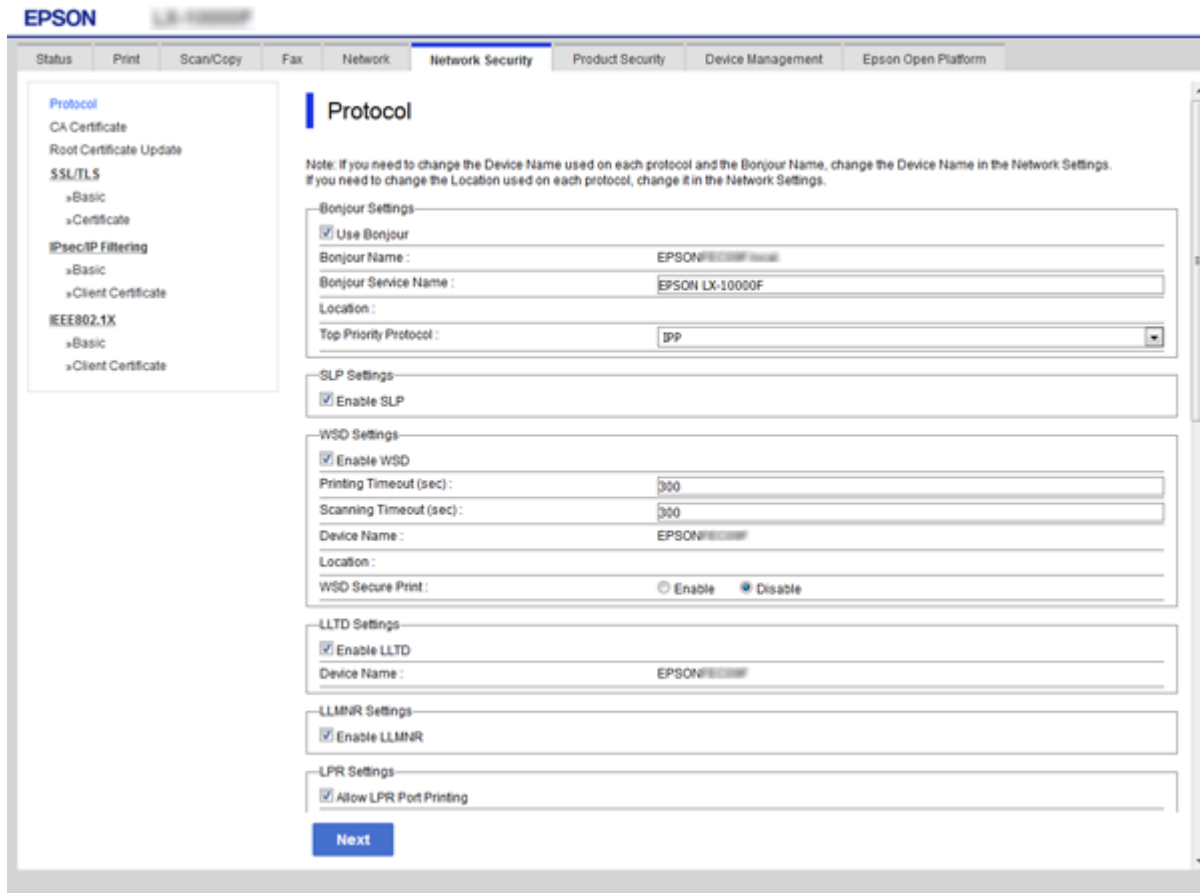 EPSON
Status Print Scan/Copy Fax Network Network Security Product Security Device Management Epson Open Platform
Protocol
CA Certificate
Root Certificate Update
SSL/TLS
»Basic
»Certificate
IPsec/IP Filtering
»Basic
»Client Certificate
IEEE802.1X
»Basic
»Client Certificate
Protocol
Note: If you need to change the Device Name used on each protocol and the Bonjour Name, change the Device Name in the Network Settings.
If you need to change the Location used on each protocol, change it in the Network Settings.
Bonjour Settings
Use Bonjour
Bonjour Name : EPSON
Bonjour Service Name : EPSON LX-10000F
Location :
Top Priority Protocol : IPP
SLP Settings
Enable SLP
WSD Settings
Enable WSD
Printing Timeout (sec) : 300
Scanning Timeout (sec) : 300
Device Name : EPSON
Location :
WSD Secure Print : Enable Disable
LLTD Settings
Enable LLTD
Device Name : EPSON
LLMNR Settings
Enable LLMNR
LPR Settings
Allow LPR Port Printing
Next